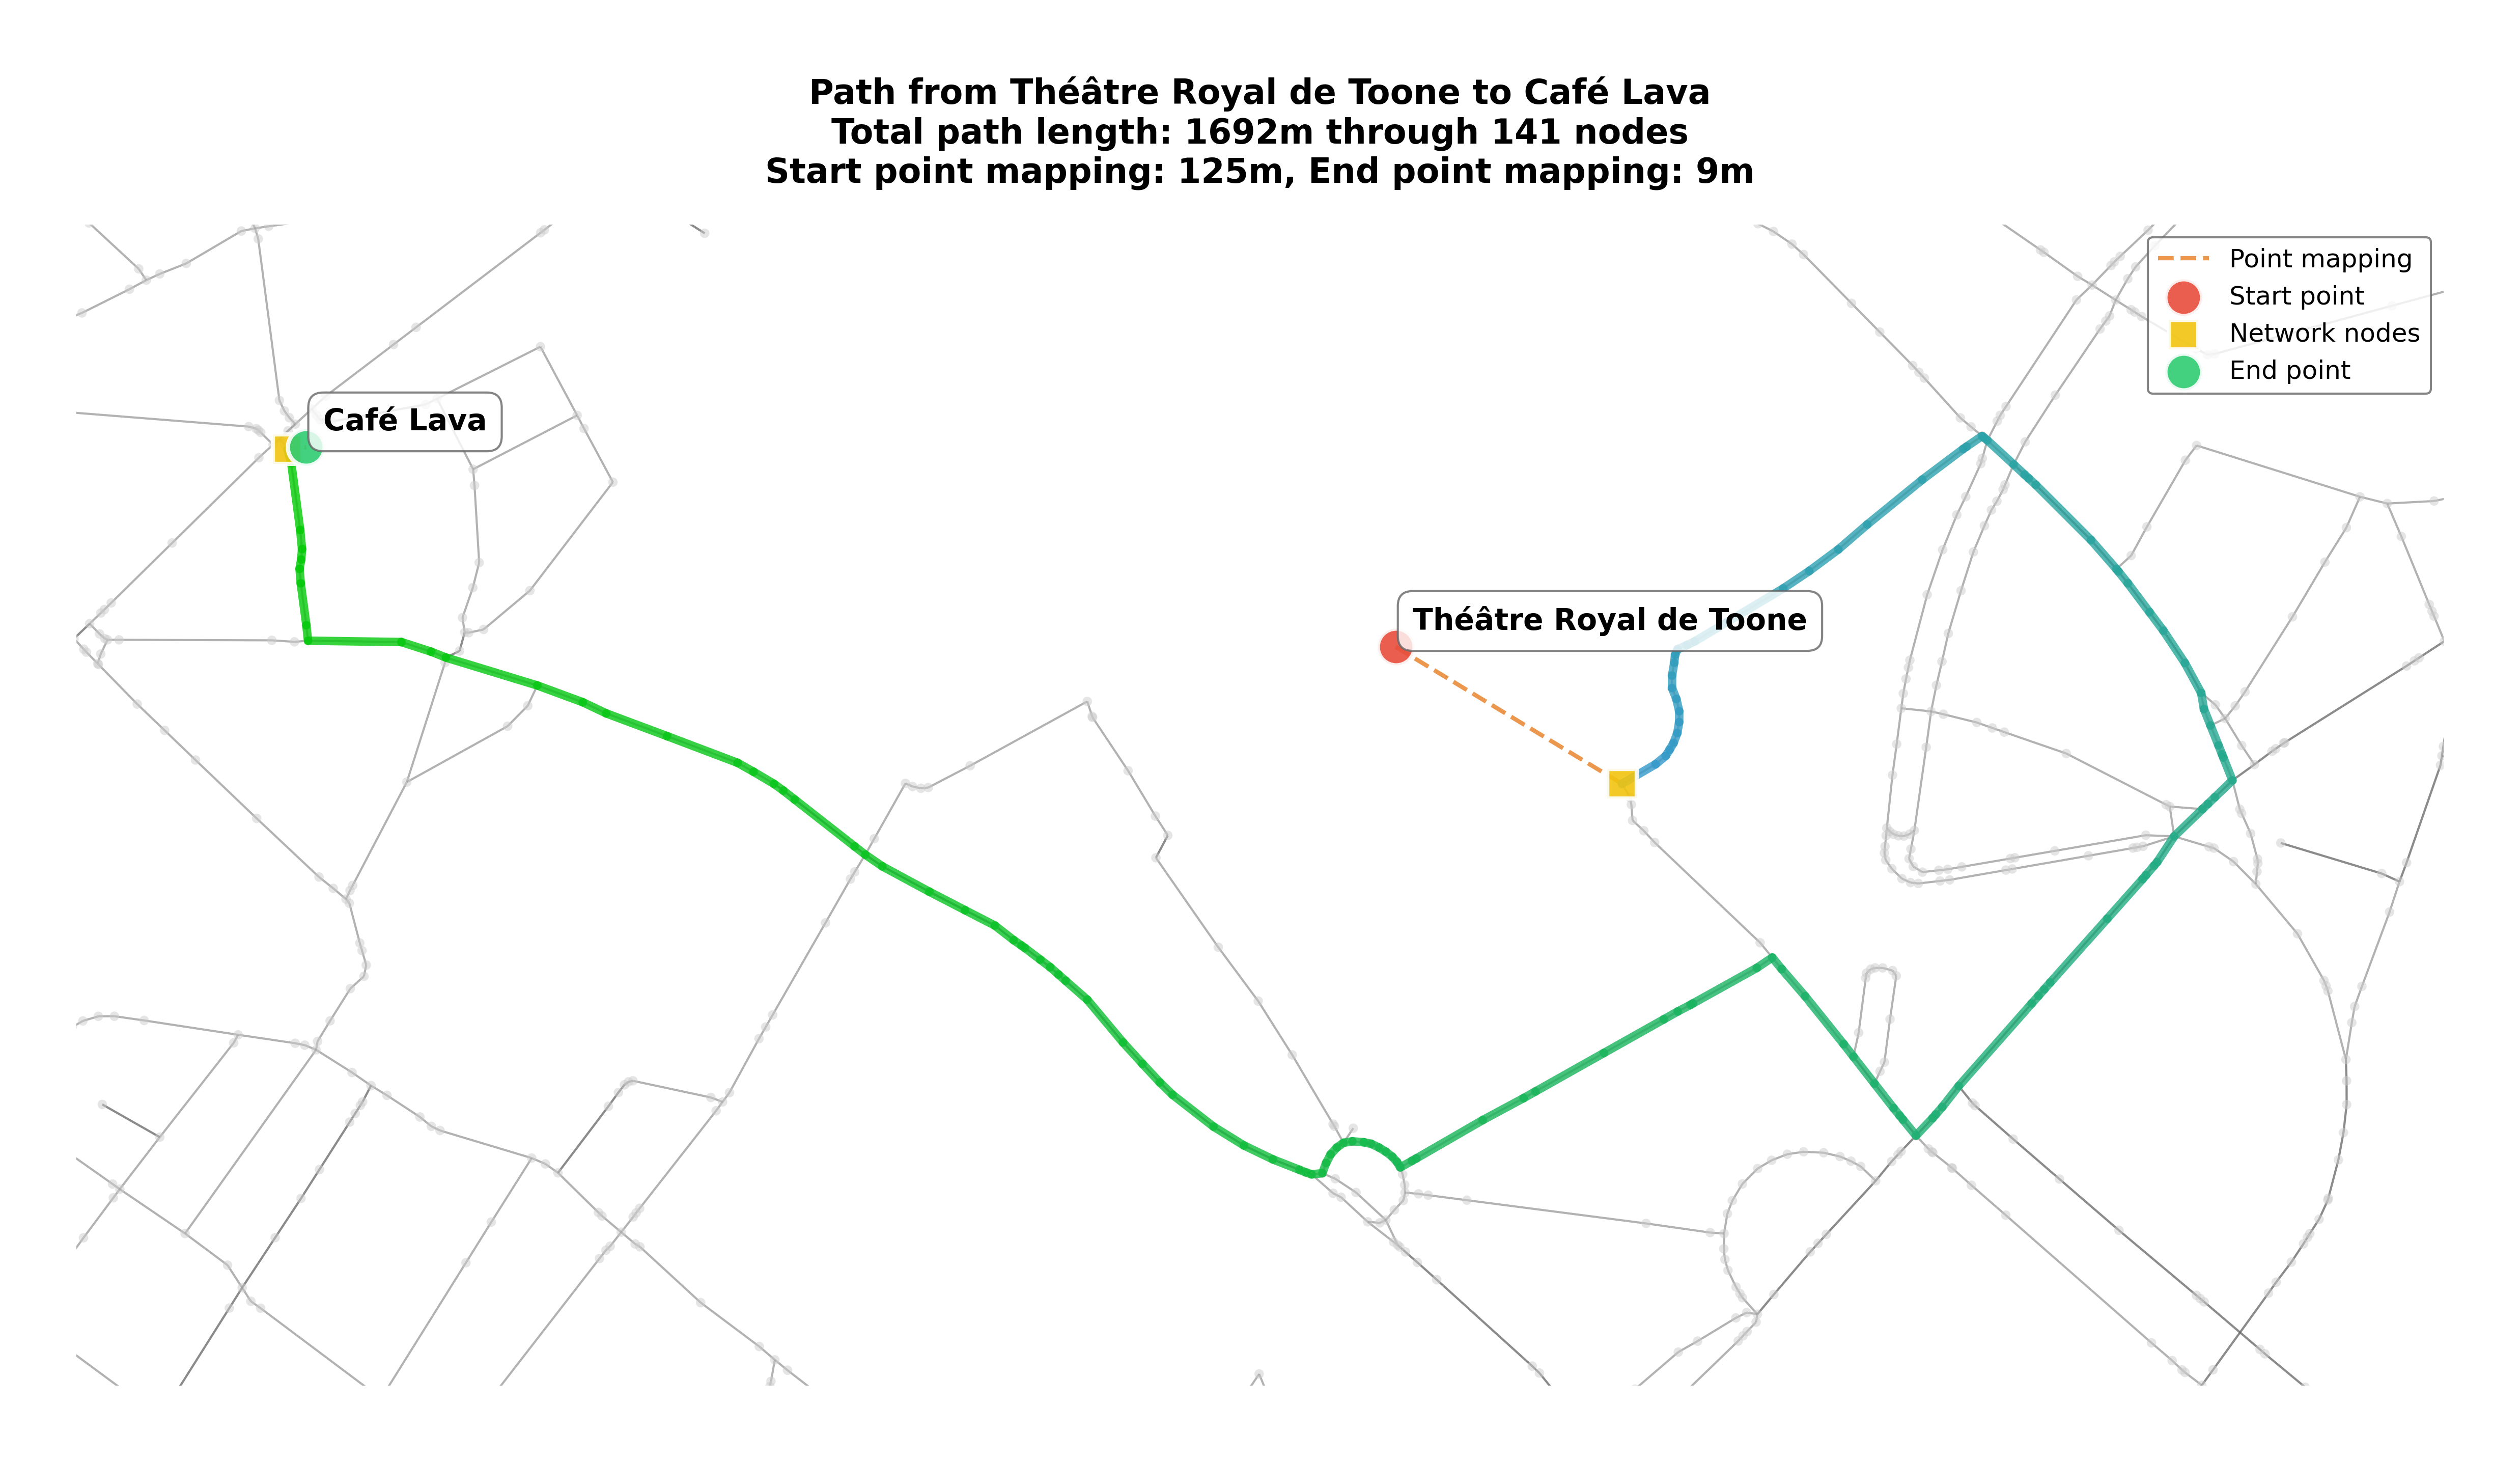 Path from Théâtre Royal de Toone to Café Lava
Total path length: 1692m through 141 nodes
Start point mapping: 125m, End point mapping: 9m
Point mapping
Start point
Network nodes
End point
Café Lava
Théâtre Royal de Toone